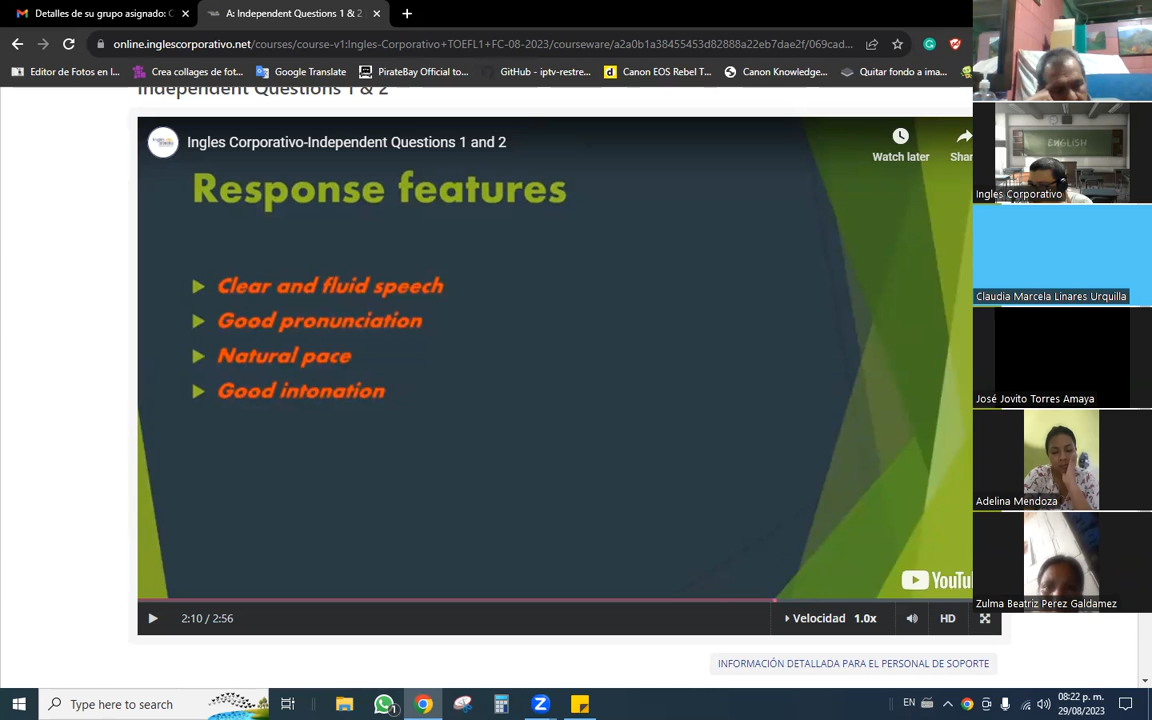 Detalles de su grupo asignado: C
A: Independent Questions 1 & 2
online.inglescorporativo.net/courses/course-v1:Ingles-Corporativo+TOEFL1+FC-08-2023/courseware/a2a0b1a38455453d82888a22eb7dae2f/069cad...
Editor de Fotos en l...
Crea collages de fot...
Google Translate
PirateBay Official to...
GitHub - iptv-restre...
Canon EOS Rebel T...
Canon Knowledge...
Quitar fondo a ima...
Independent Questions 1 & 2
Ingles Corporativo-Independent Questions 1 and 2
Watch later
Shar
Response features
Clear and fluid speech
Good pronunciation
Natural pace
Good intonation
YouTu
2:10 / 2:56
Velocidad 1.0x
HD
INFORMACIÓN DETALLADA PARA EL PERSONAL DE SOPORTE
ENGLISH
Ingles Corporativo
Claudia Marcela Linares Urquilla
José Jovito Torres Amaya
Adelina Mendoza
Zulma Beatriz Perez Galdamez
Type here to search
1
EN
08:22 p. m.
29/08/2023